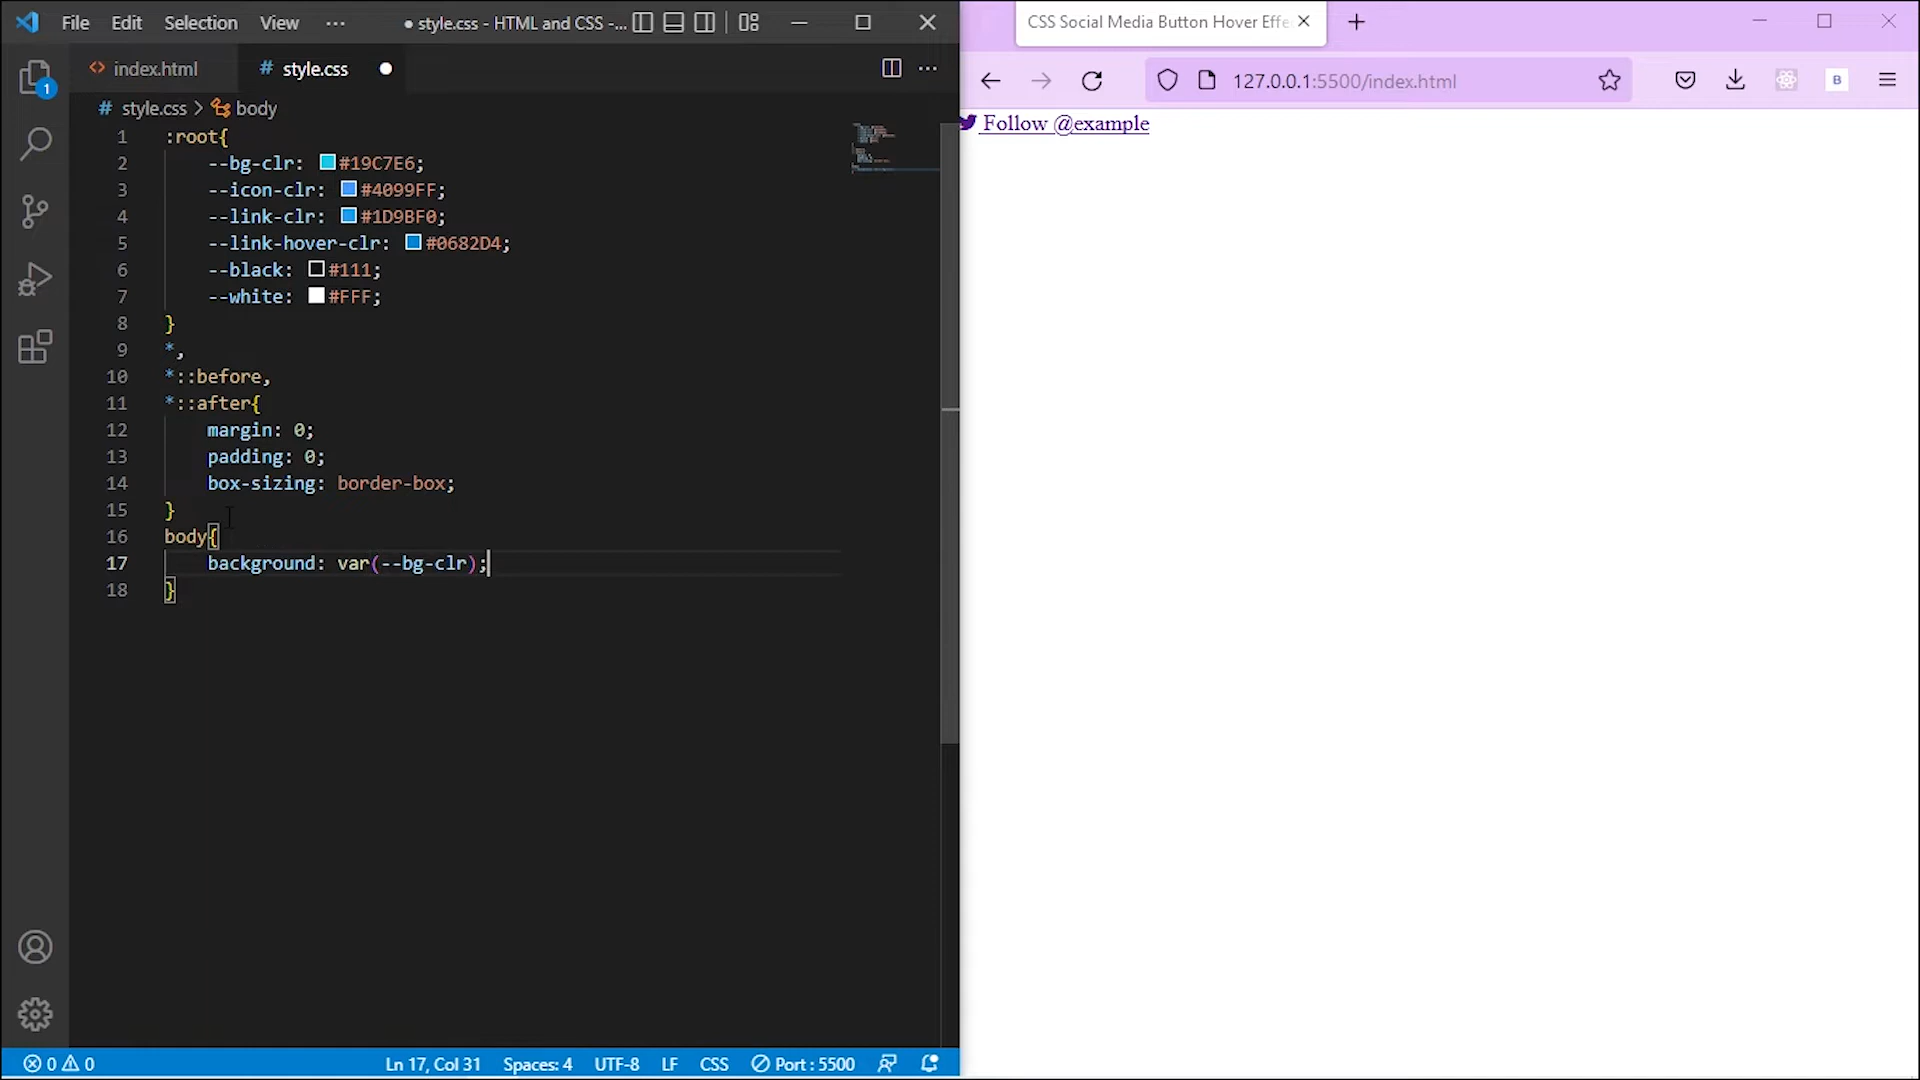 File Edit Selection View ··· ● style.css - HTML and CSS -...
index.html # style.css ●
# style.css > body
1 :root{
2 --bg-clr: #19C7E6;
3 --icon-clr: #4099FF;
4 --link-clr: #1D9BF0;
5 --link-hover-clr: #0682D4;
6 --black: #111;
7 --white: #FFF;
8 }
9 *,
10 *::before,
11 *::after{
12 margin: 0;
13 padding: 0;
14 box-sizing: border-box;
15 }
16 body{
17 background: var(--bg-clr);
18 }
1
0 0 Ln 17, Col 31 Spaces: 4 UTF-8 LF CSS Port : 5500
CSS Social Media Button Hover Effe
127.0.0.1:5500/index.html
B
Follow @example